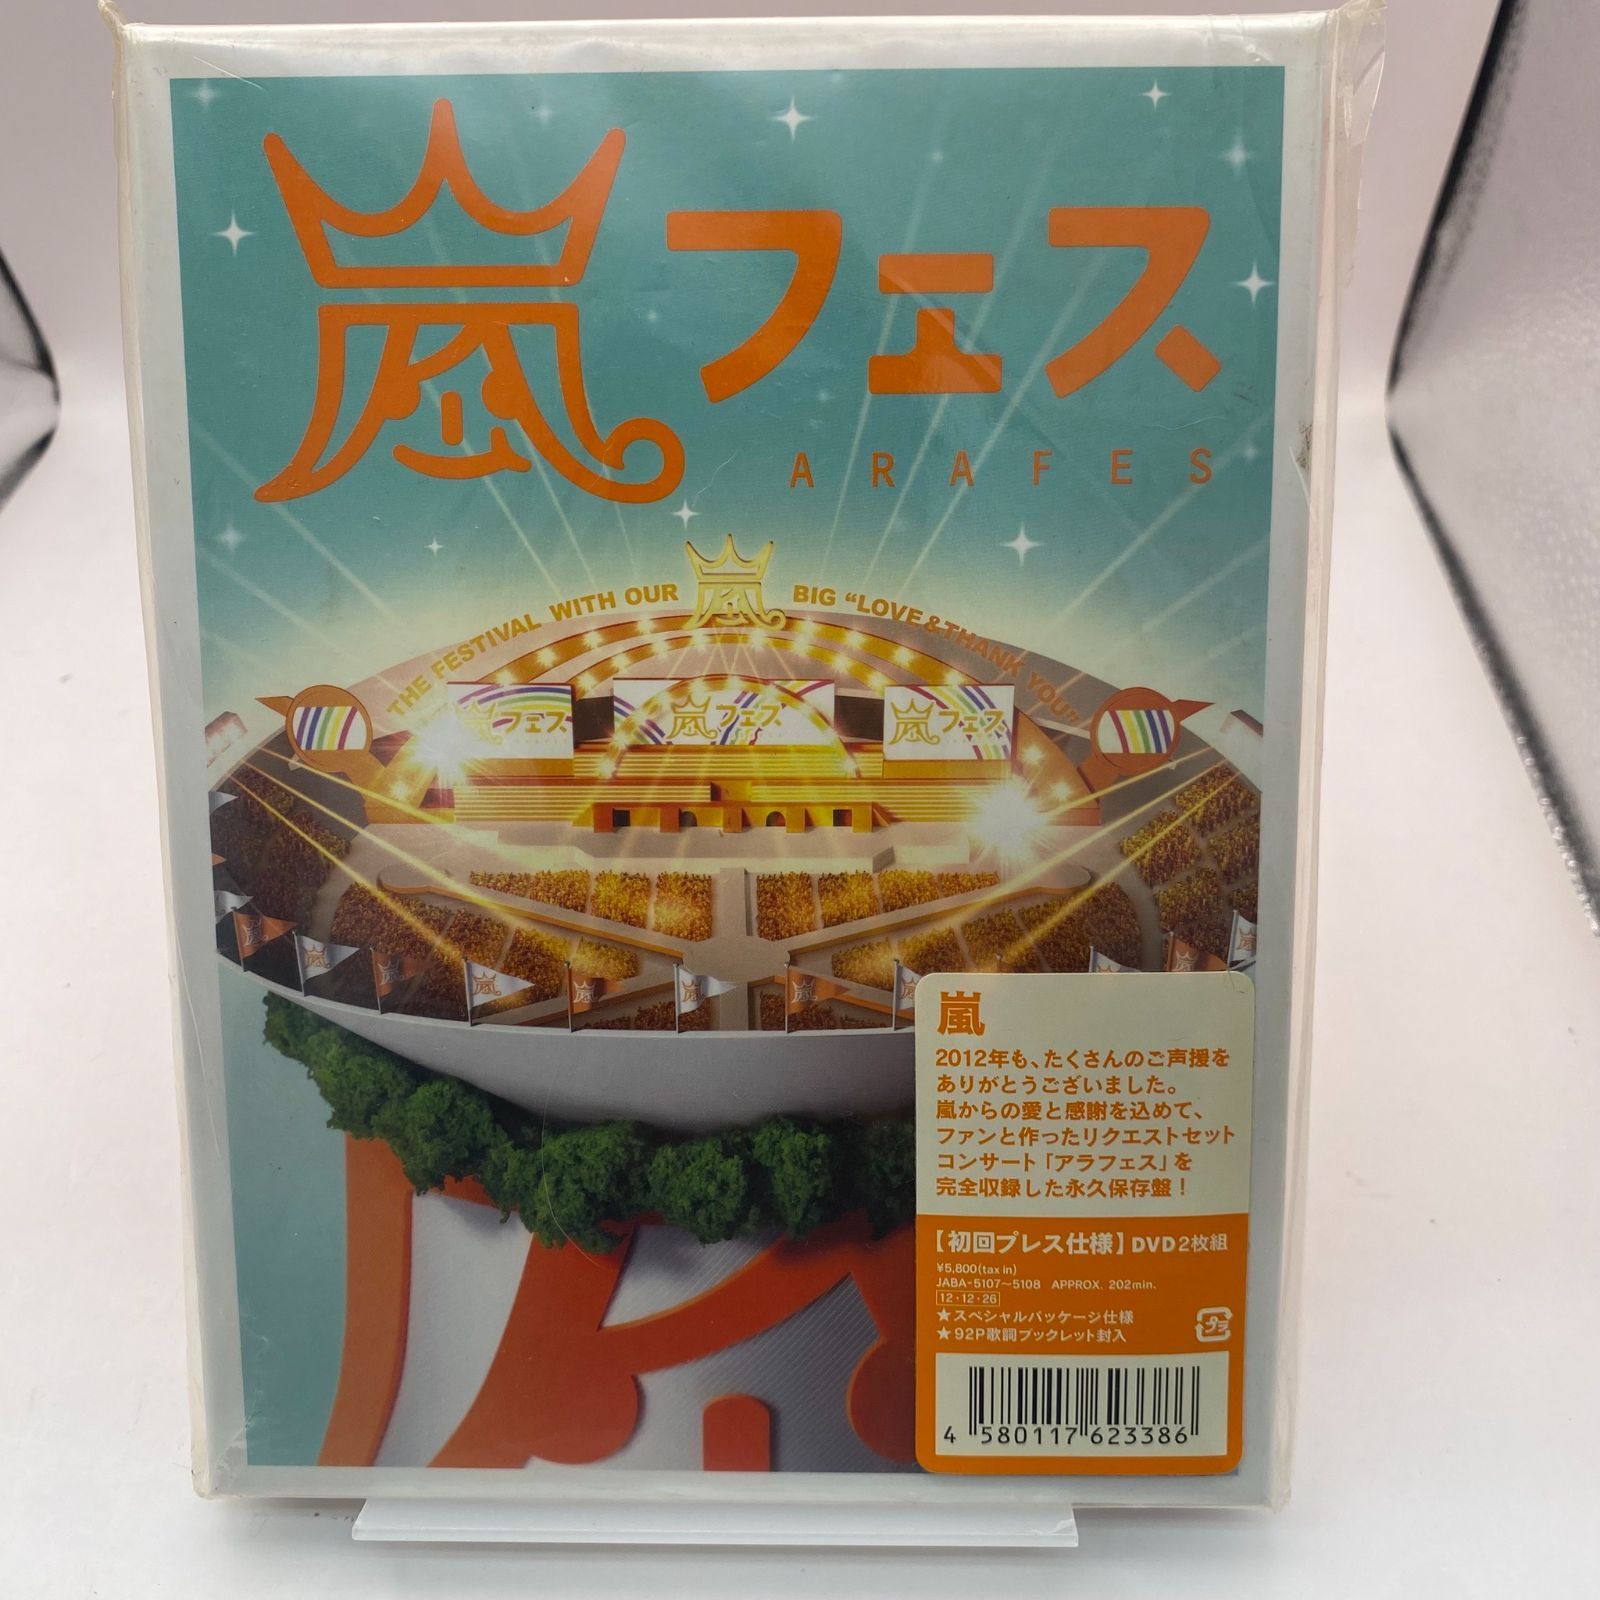 嵐フェス
ARAFES
THE FESTIVAL WITH OUR 嵐 BIG "LOVE & THANK YOU"
嵐フェス 嵐フェス 嵐フェス
嵐
2012年も、たくさんのご声援を
ありがとうございました。
嵐からの愛と感謝を込めて、
ファンと作ったリクエストセット
コンサート「アラフェス」を
完全収録した永久保存盤！
【初回プレス仕様】DVD2枚組
¥5,800(tax in)
JABA-5107～5108 APPROX. 202min.
12・12・26
★スペシャルパッケージ仕様
★92P歌詞ブックレット封入
プラ
4 580117 623386